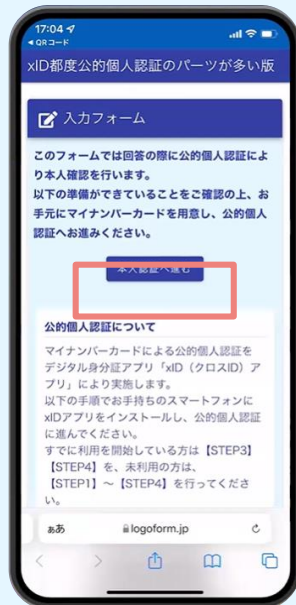 17:04
◀ QRコード
xID都度公的個人認証のパーツが多い版
入力フォーム
このフォームでは回答の際に公的個人認証によ
り本人確認を行います。
以下の準備ができていることをご確認の上、お
手元にマイナンバーカードを用意し、公的個人
認証へお進みください。
本人認証へ進む
公的個人認証について
マイナンバーカードによる公的個人認証を
デジタル身分証アプリ「xID（クロスID）ア
プリ」により実施します。
以下の手順でお手持ちのスマートフォンに
xIDアプリをインストールし、公的個人認証
に進んでください。
すでに利用を開始している方は【STEP3】
【STEP4】を、未利用の方は、
【STEP1】～【STEP4】を行ってくださ
い。
ああ
logoform.jp